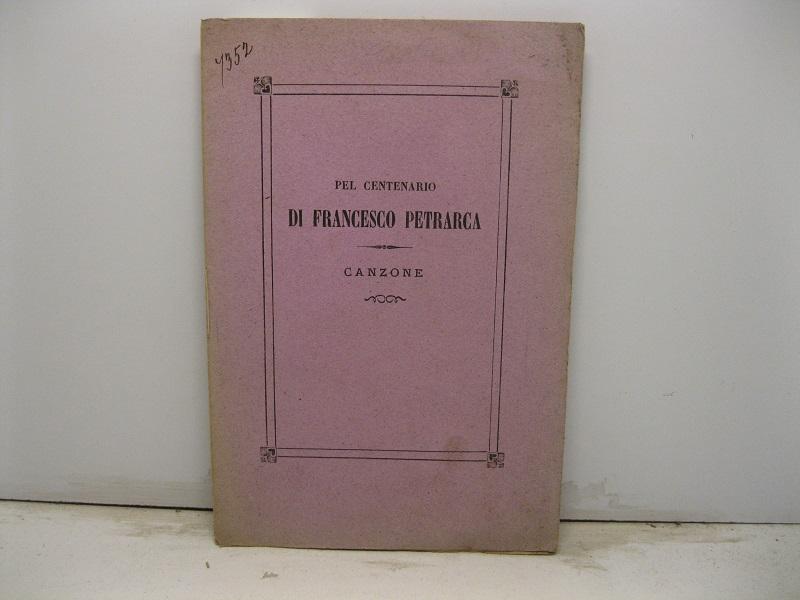 7352
PEL CENTENARIO
DI FRANCESCO PETRARCA
CANZONE